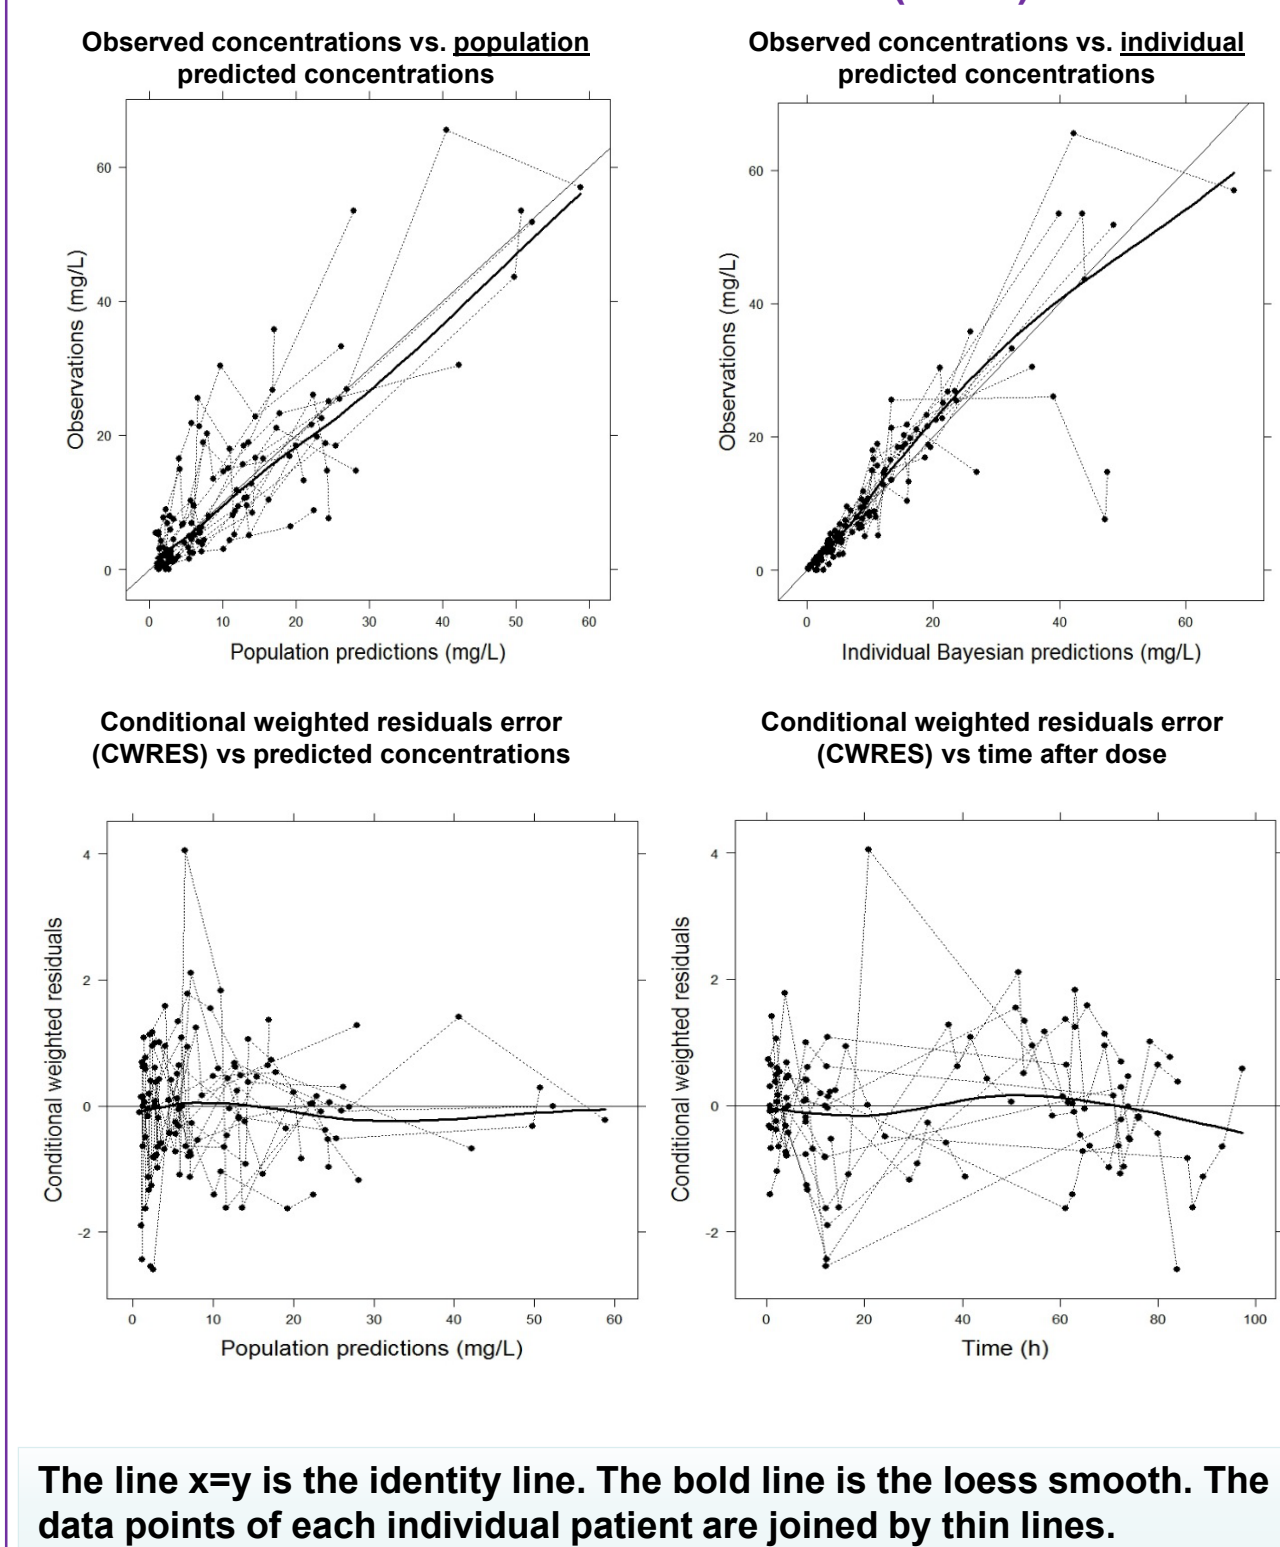 Observed concentrations vs. population
predicted concentrations
Observations (mg/L)
60
40
20
0
0 10 20 30 40 50 60
Population predictions (mg/L)
Observed concentrations vs. individual
predicted concentrations
Observations (mg/L)
60
40
20
0
0 20 40 60
Individual Bayesian predictions (mg/L)
Conditional weighted residuals error
(CWRES) vs predicted concentrations
Conditional weighted residuals
4
2
0
-2
0 10 20 30 40 50 60
Population predictions (mg/L)
Conditional weighted residuals error
(CWRES) vs time after dose
Conditional weighted residuals
4
2
0
-2
0 20 40 60 80 100
Time (h)
The line x=y is the identity line. The bold line is the loess smooth. The
data points of each individual patient are joined by thin lines.